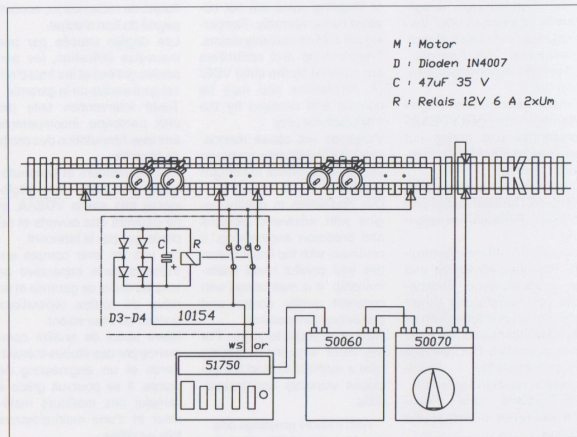 M : Motor
D : Dioden 1N4007
C : 47uF 35 V
R : Relais 12V 6 A 2xUm
K
C
R
-
+
D3-D4
10154
ws or
51750
50060
50070